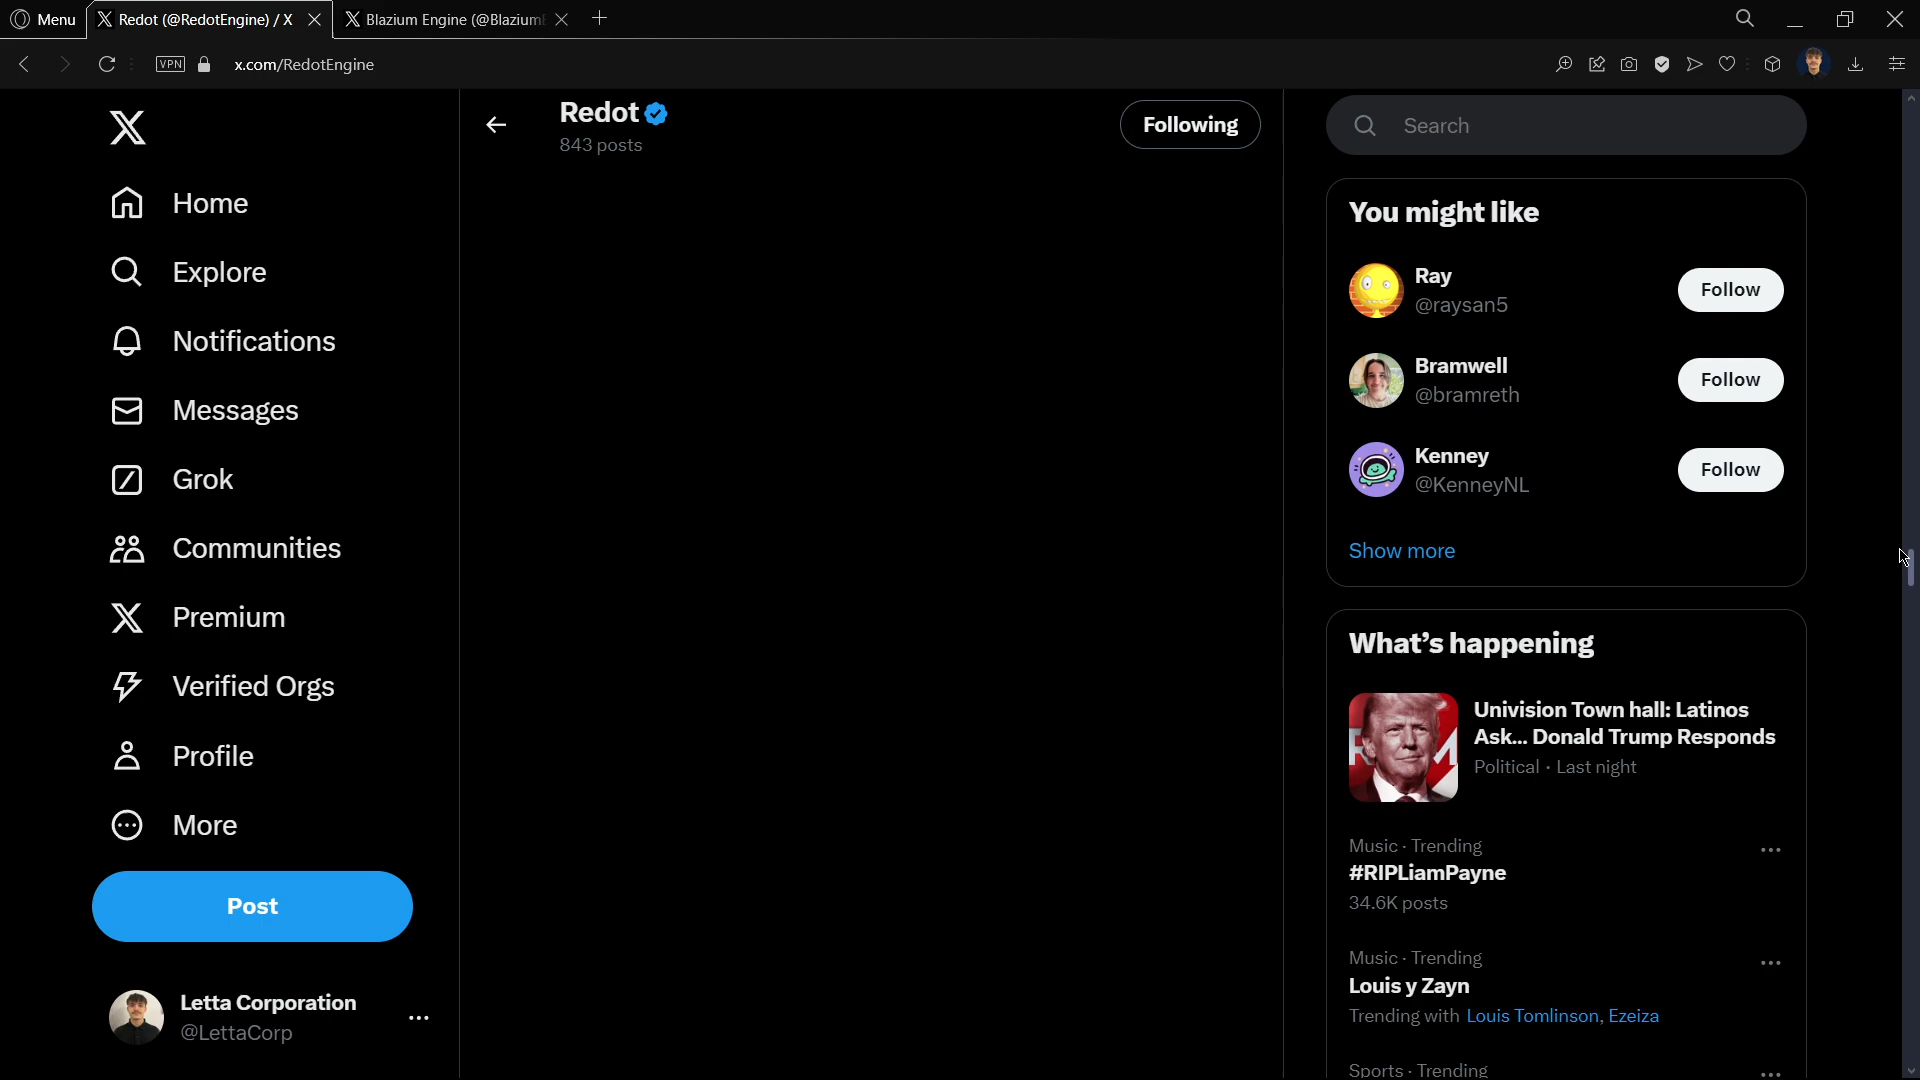 Menu
Redot (@RedotEngine) / X
Blazium Engine (@Blazium
VPN
x.com/RedotEngine
Home
Explore
Notifications
Messages
Grok
Communities
Premium
Verified Orgs
Profile
More
Post
Letta Corporation
@LettaCorp
Redot
843 posts
Following
Search
You might like
Ray
@raysan5
Follow
Bramwell
@bramreth
Follow
Kenney
@KenneyNL
Follow
Show more
What's happening
Univision Town hall: Latinos
Ask... Donald Trump Responds
Political · Last night
Music · Trending
#RIPLiamPayne
34.6K posts
Music · Trending
Louis y Zayn
Trending with Louis Tomlinson, Ezeiza
Sports · Trending